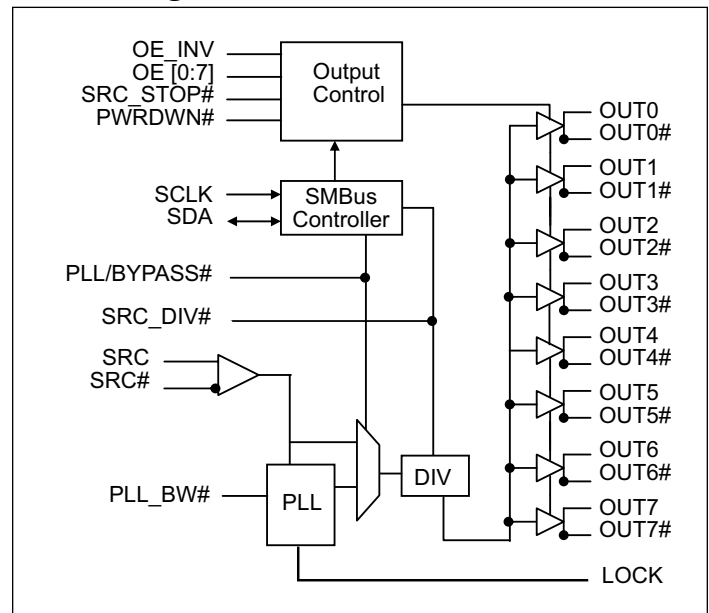 OE_INV
OE [0:7]
SRC_STOP#
PWRDWN#
Output
Control
SCLK
SDA
SMBus
Controller
PLL/BYPASS#
SRC_DIV#
SRC
SRC#
PLL_BW#
PLL
DIV
OUT0
OUT0#
OUT1
OUT1#
OUT2
OUT2#
OUT3
OUT3#
OUT4
OUT4#
OUT5
OUT5#
OUT6
OUT6#
OUT7
OUT7#
LOCK